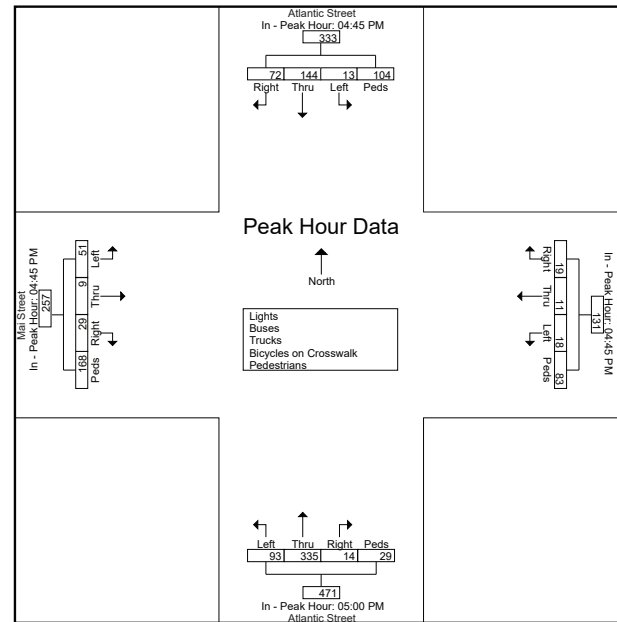 Atlantic Street
In - Peak Hour: 04:45 PM
333
72 144 13 104
Right Thru Left Peds
Peak Hour Data
North
Lights
Buses
Trucks
Bicycles on Crosswalk
Pedestrians
Mai Street
In - Peak Hour: 04:45 PM
257
51 9 29 168
Left Thru Right Peds
In - Peak Hour: 04:45 PM
131
19 11 18 83
Right Thru Left Peds
Left Thru Right Peds
93 335 14 29
471
In - Peak Hour: 05:00 PM
Atlantic Street